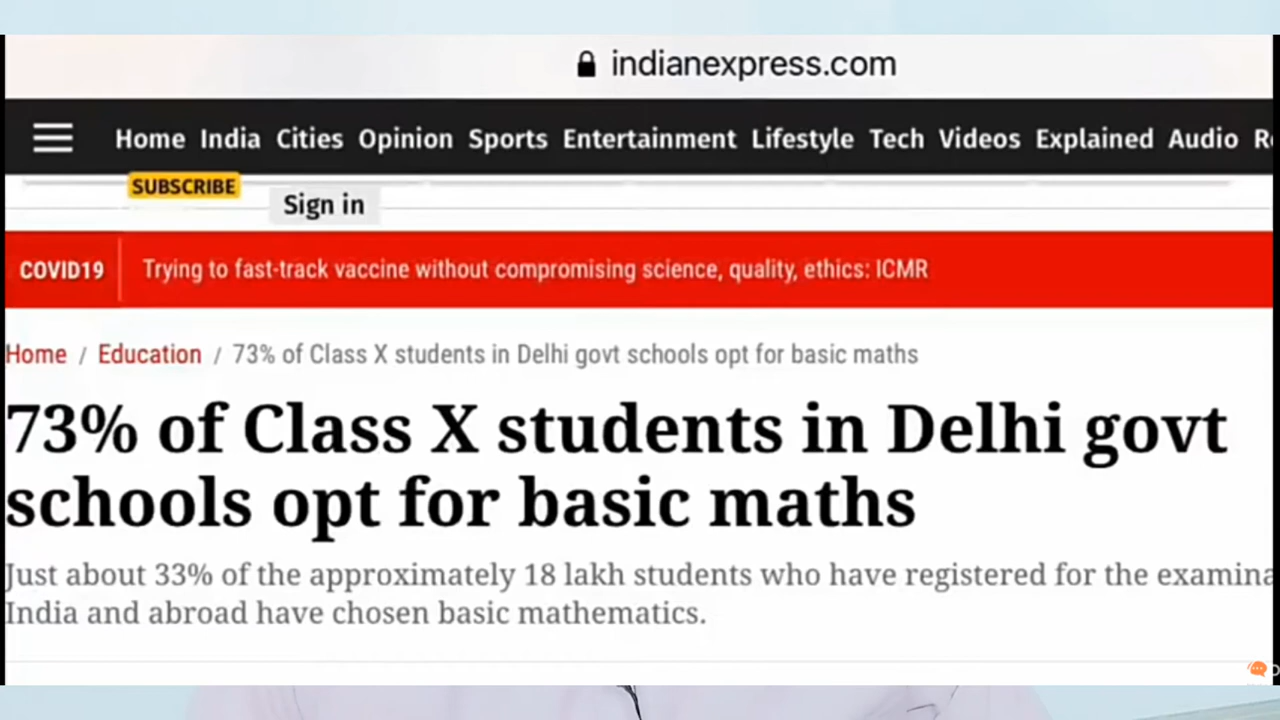 indianexpress.com
Home India Cities Opinion Sports Entertainment Lifestyle Tech Videos Explained Audio
SUBSCRIBE
Sign in
COVID19 Trying to fast-track vaccine without compromising science, quality, ethics: ICMR
Home / Education / 73% of Class X students in Delhi govt schools opt for basic maths
73% of Class X students in Delhi govt
schools opt for basic maths
Just about 33% of the approximately 18 lakh students who have registered for the
India and abroad have chosen basic mathematics.